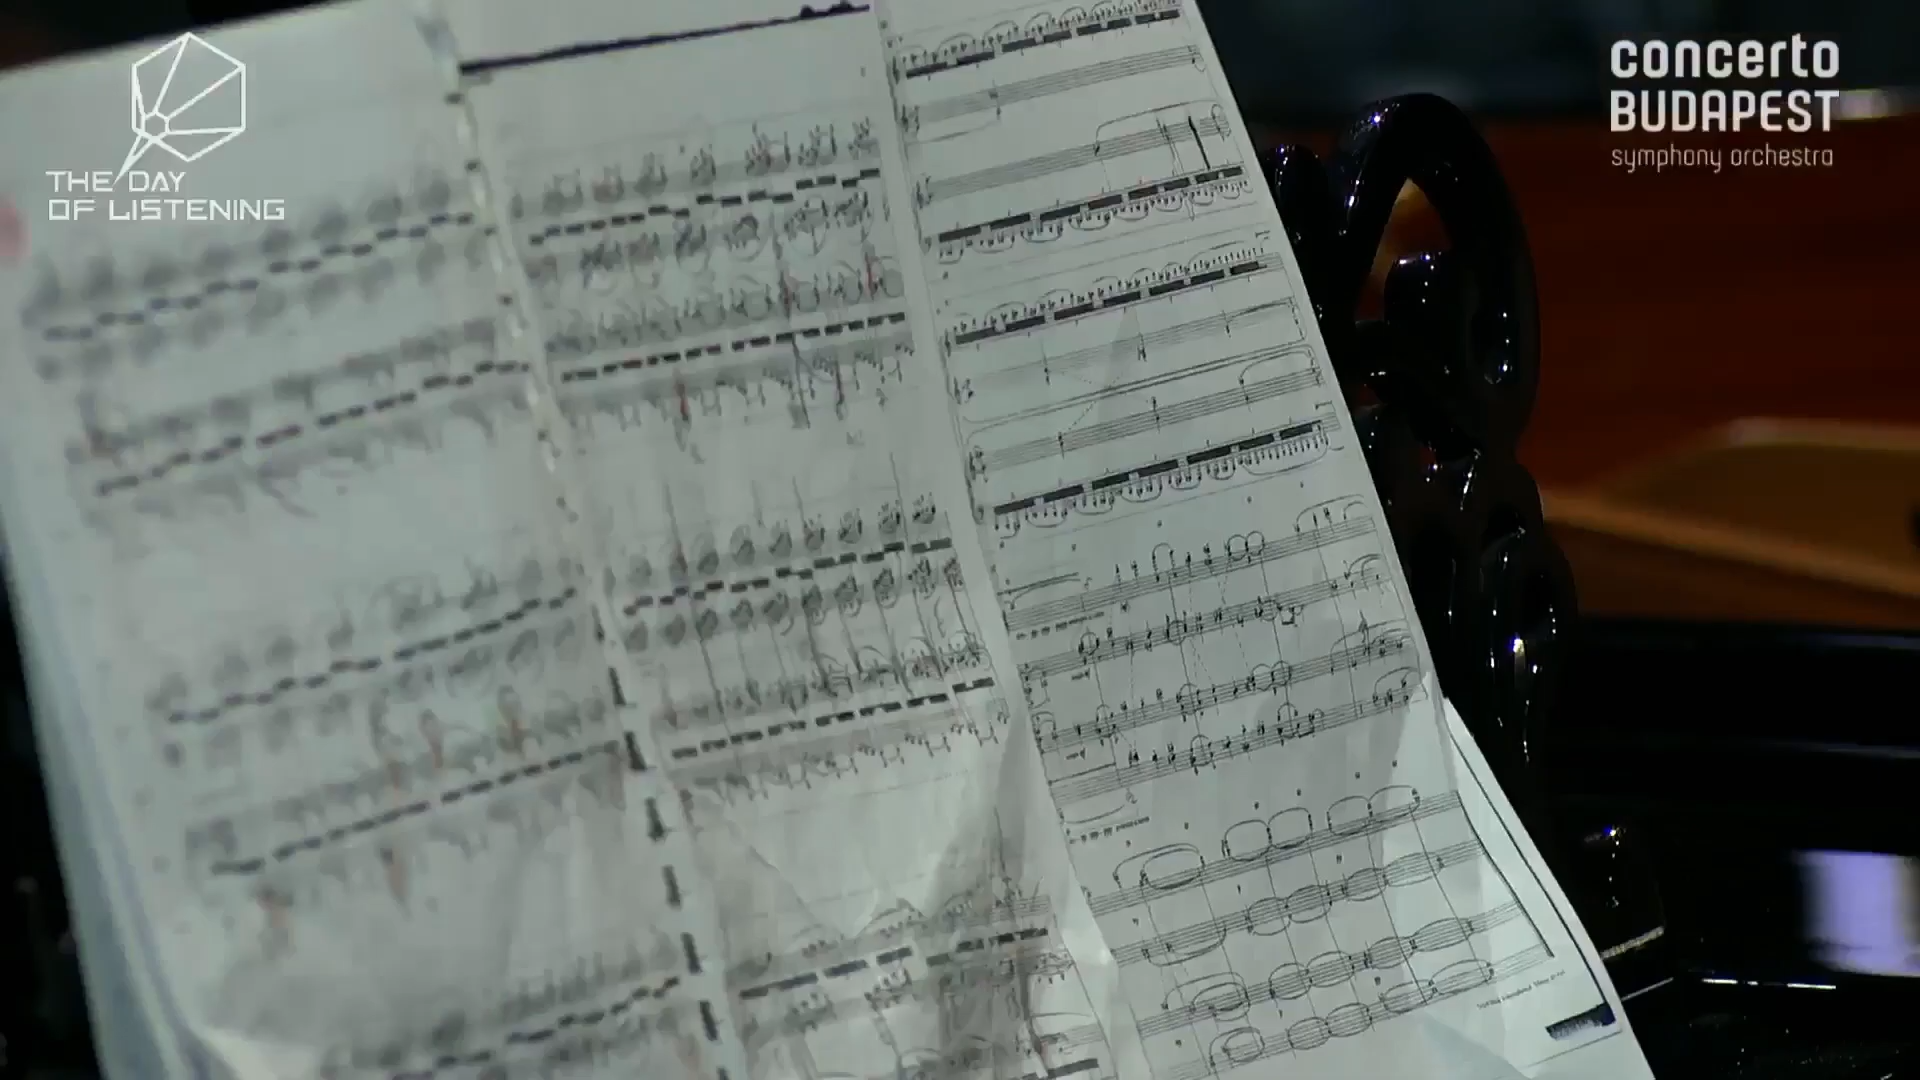 THE DAY
OF LISTENING
concerto
BUDAPEST
symphony orchestra